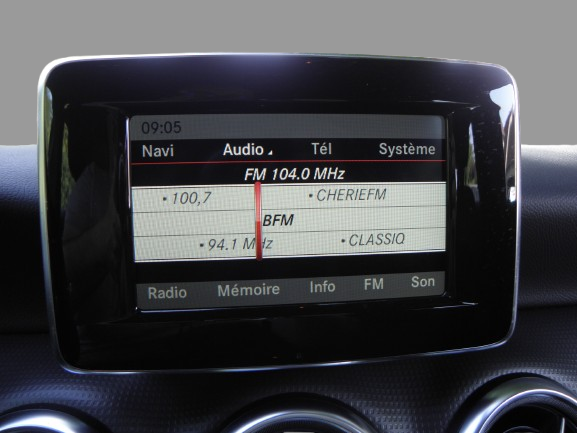 09:05
Navi Audio Tél Système
FM 104.0 MHz
• 100,7 • CHERIEFM
BFM
• 94.1 MHz • CLASSIQ
Radio Mémoire Info FM Son